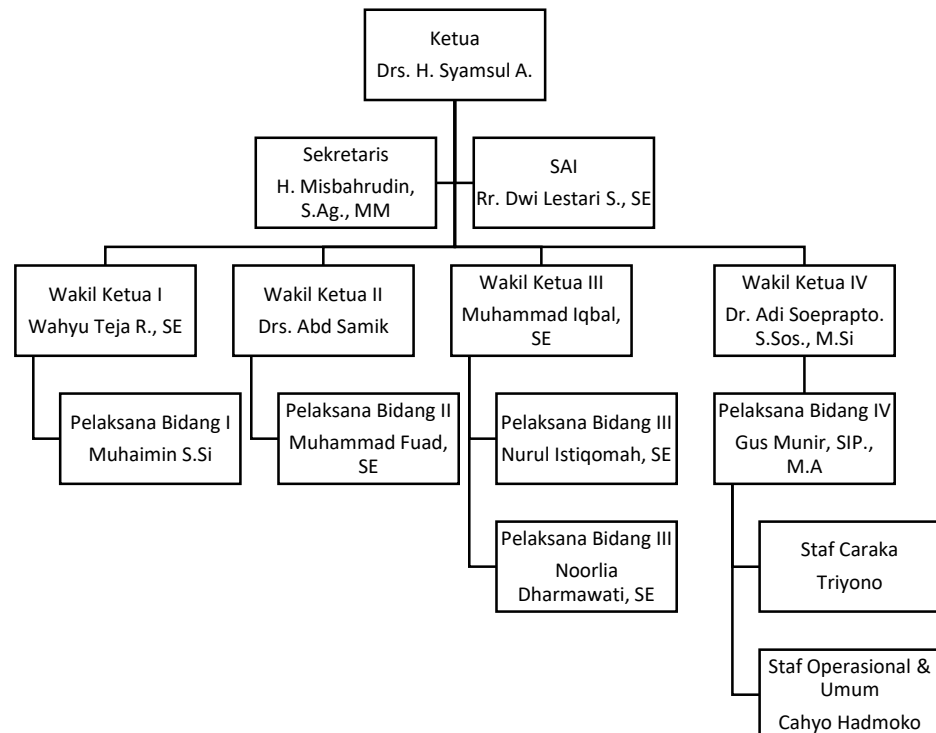 Ketua
Drs. H. Syamsul A.
Sekretaris
H. Misbahrudin,
S.Ag., MM
SAI
Rr. Dwi Lestari S., SE
Wakil Ketua I
Wahyu Teja R., SE
Wakil Ketua II
Drs. Abd Samik
Wakil Ketua III
Muhammad Iqbal,
SE
Wakil Ketua IV
Dr. Adi Soeprapto.
S.Sos., M.Si
Pelaksana Bidang I
Muhaimin S.Si
Pelaksana Bidang II
Muhammad Fuad,
SE
Pelaksana Bidang III
Nurul Istiqomah, SE
Pelaksana Bidang IV
Gus Munir, SIP.,
M.A
Pelaksana Bidang III
Noorlia
Dharmawati, SE
Staf Caraka
Triyono
Staf Operasional &
Umum
Cahyo Hadmoko